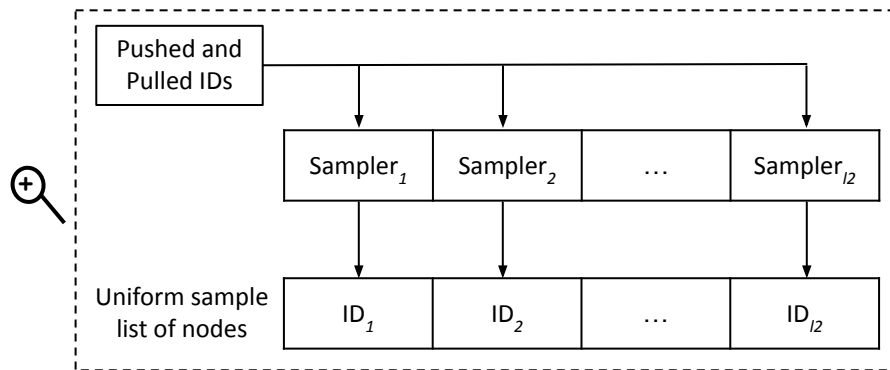 Pushed and
Pulled IDs
Sampler1 Sampler2 ... Samplerl2
Uniform sample
list of nodes
ID1 ID2 ... IDl2